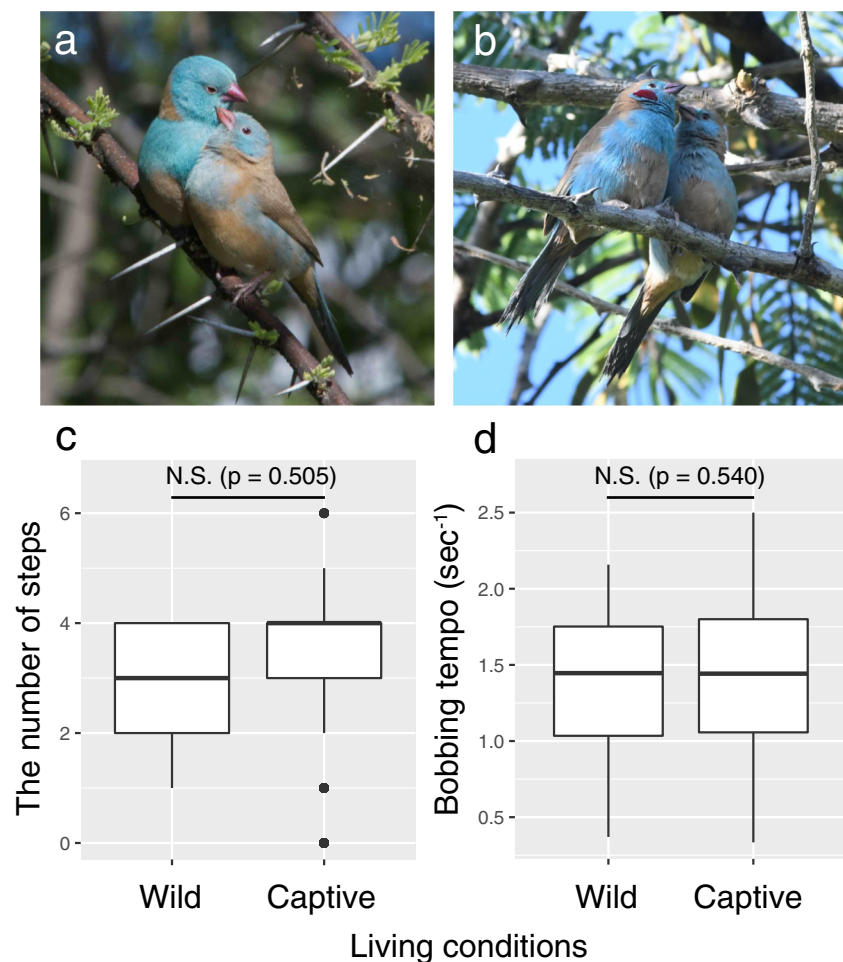 a
b
c
N.S. (p = 0.505)
The number of steps
6
4
2
0
Wild Captive
d
N.S. (p = 0.540)
Bobbing tempo (sec⁻¹)
2.5
2.0
1.5
1.0
0.5
Wild Captive
Living conditions